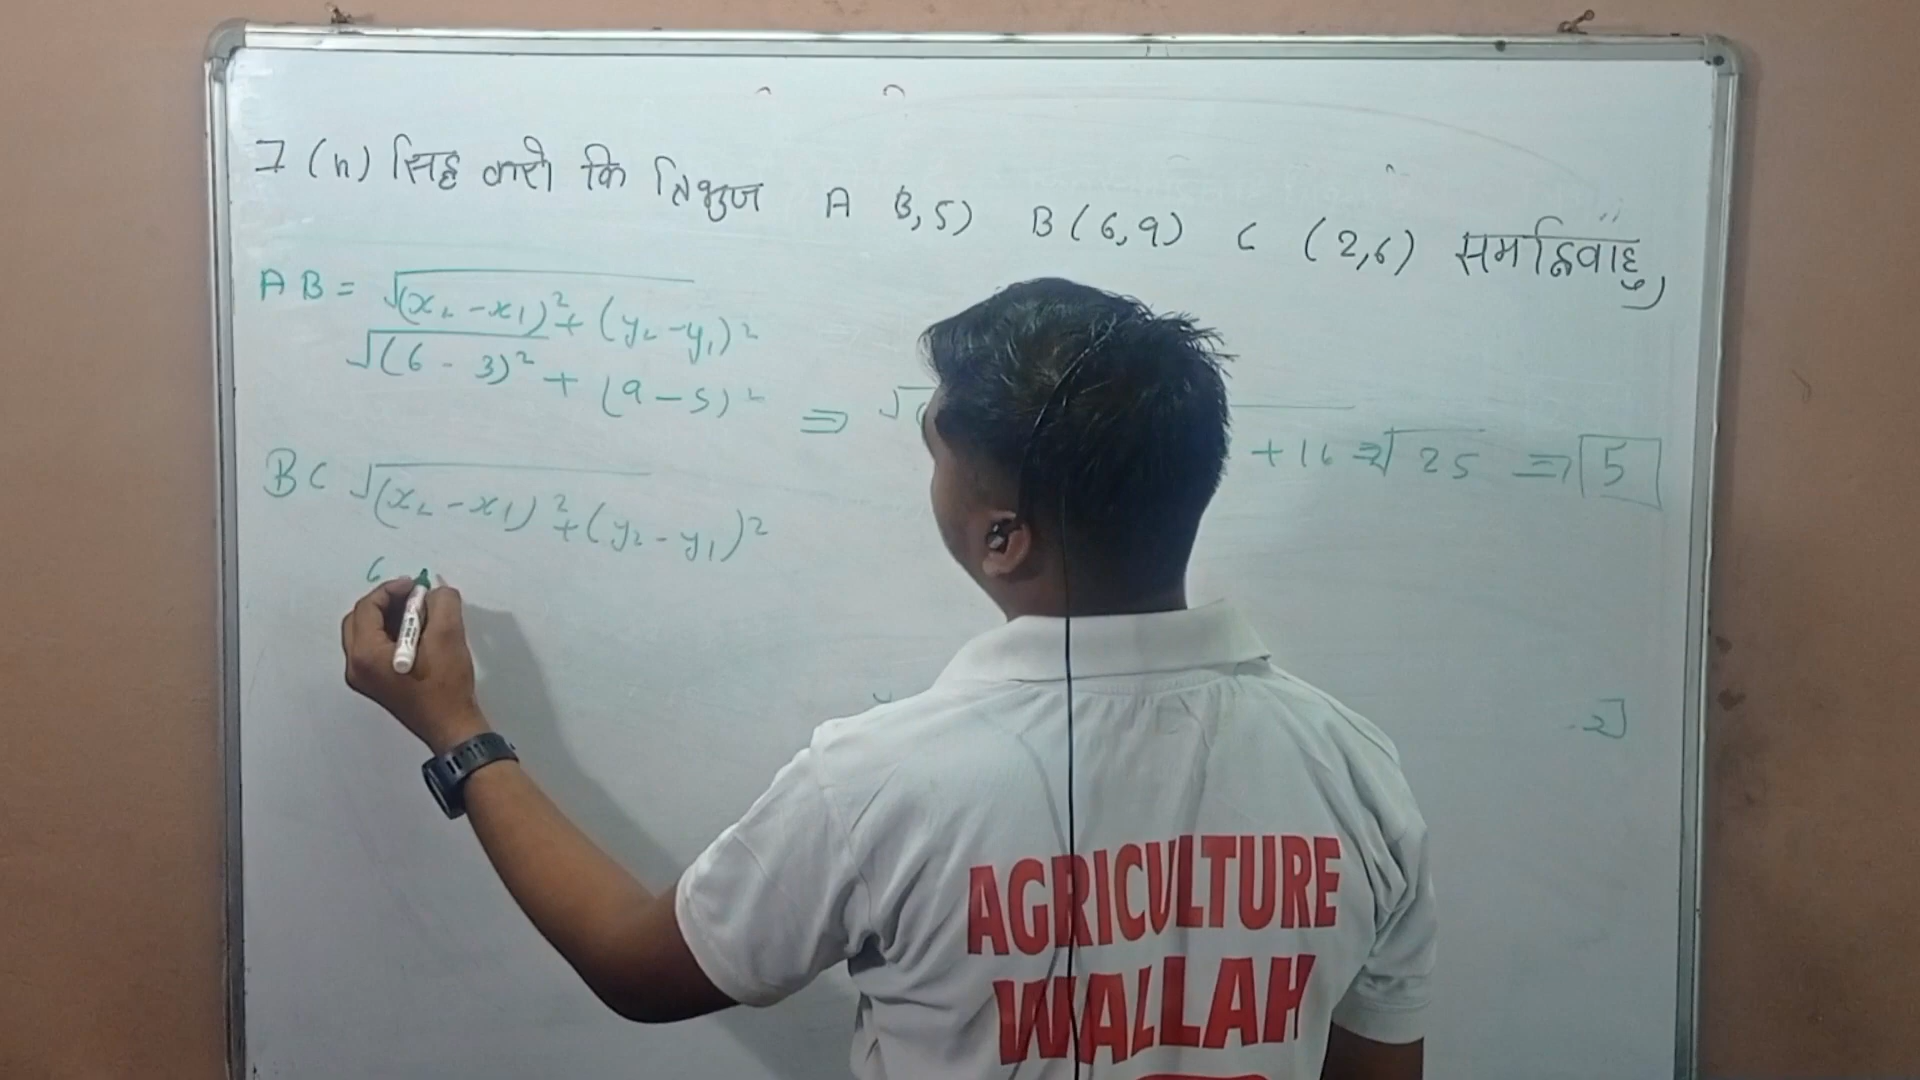 7 (n) सिद्ध करो कि त्रिभुज A (3,5) B (6,9) C (2,6) समद्विबाहु
AB = √(x₂ - x₁)² + (y₂ - y₁)²
√(6 - 3)² + (9 - 5)² ⇒ √( + 16 ⇒ √25 ⇒ 5
BC √(x₂ - x₁)² + (y₂ - y₁)²
6
AGRICULTURE
WALLAH